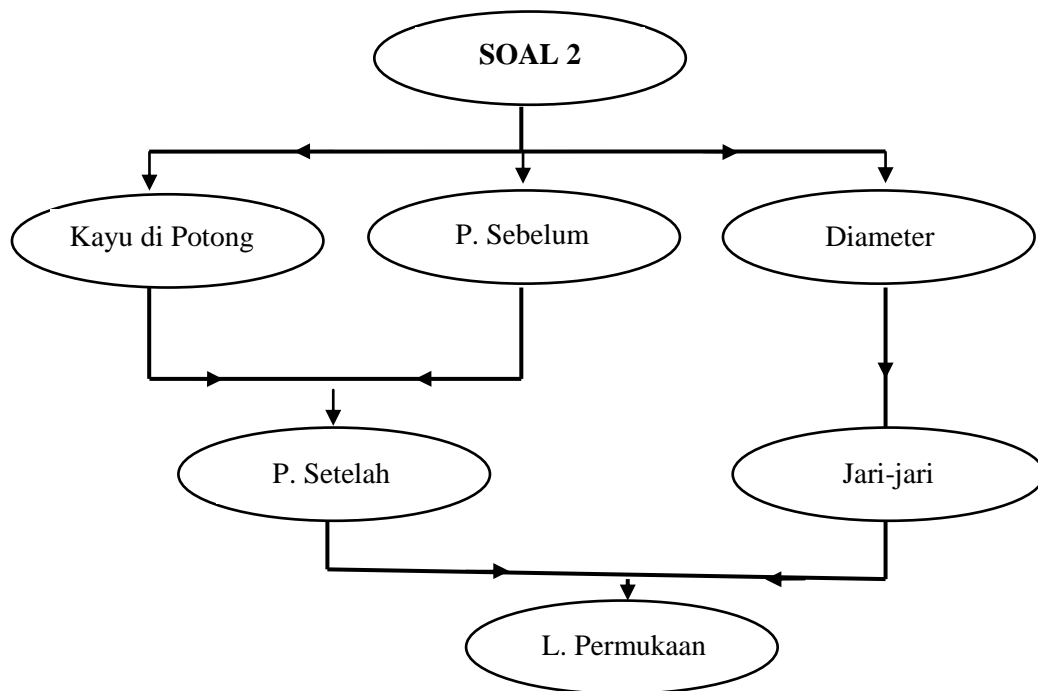 SOAL 2
Kayu di Potong
P. Sebelum
Diameter
P. Setelah
Jari-jari
L. Permukaan